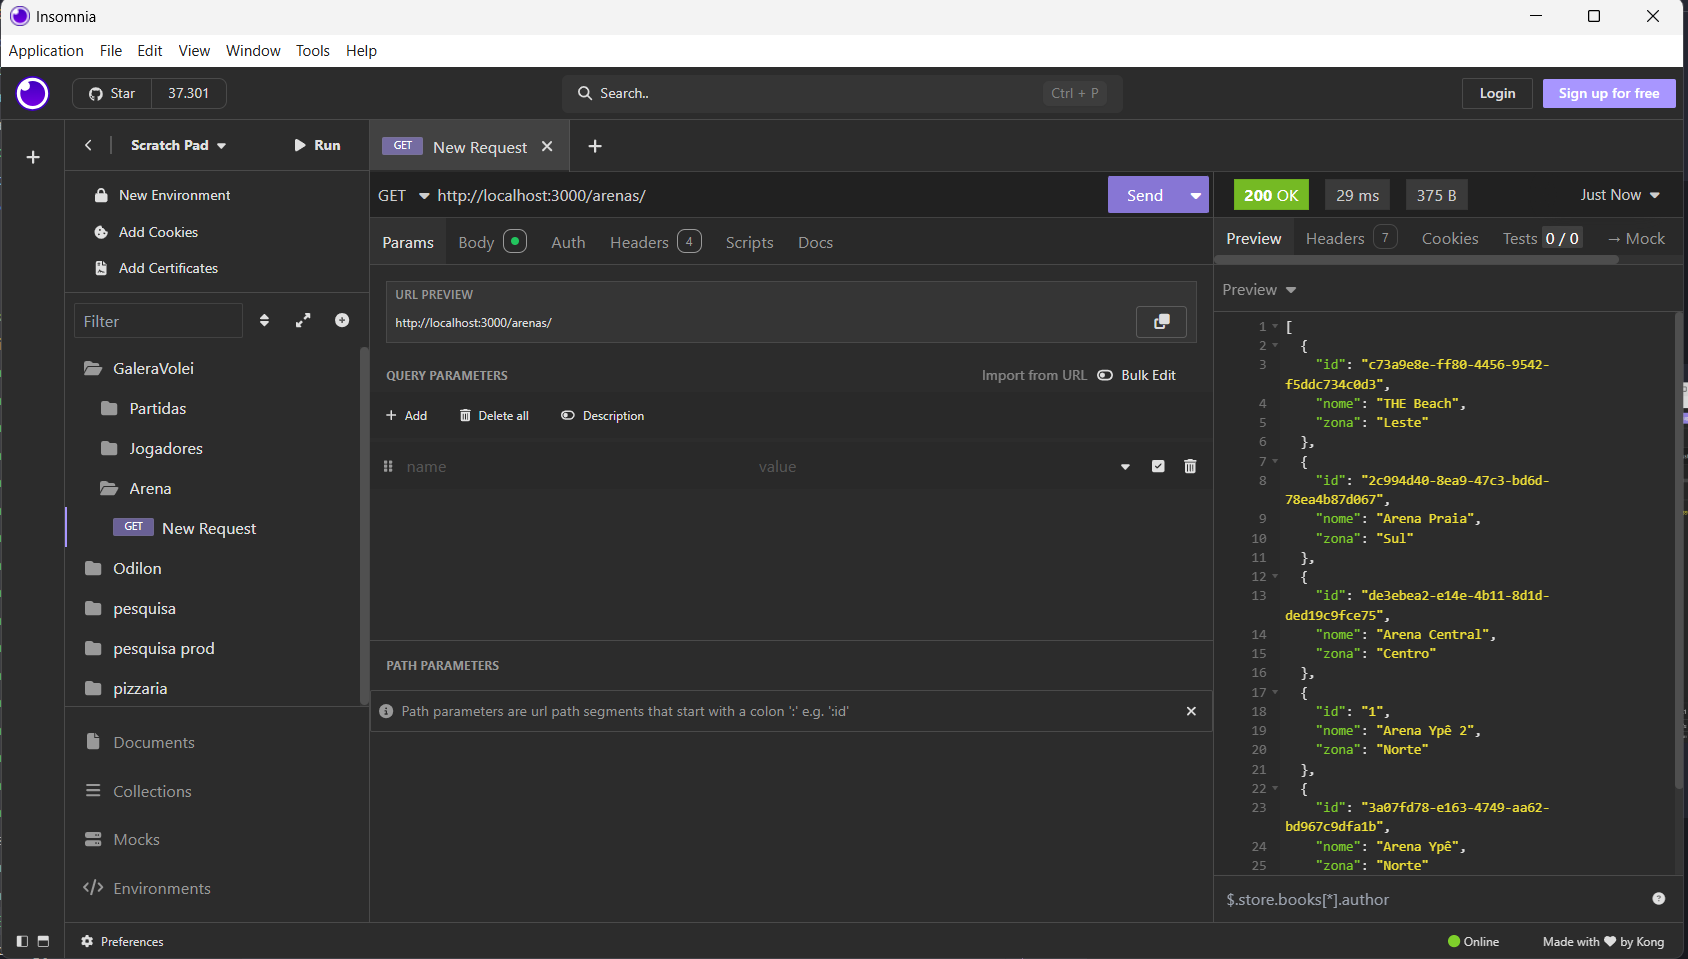 Insomnia
Application File Edit View Window Tools Help
Star 37.301
Search.. Ctrl + P
Login Sign up for free
Scratch Pad Run
GET New Request
New Environment
Add Cookies
Add Certificates
Filter
GaleraVolei
Partidas
Jogadores
Arena
GET New Request
Odilon
pesquisa
pesquisa prod
pizzaria
Documents
Collections
Mocks
Environments
Preferences
GET http://localhost:3000/arenas/ Send
Params Body Auth Headers 4 Scripts Docs
URL PREVIEW
http://localhost:3000/arenas/
QUERY PARAMETERS Import from URL Bulk Edit
Add Delete all Description
name value
PATH PARAMETERS
Path parameters are url path segments that start with a colon ':' e.g. ':id'
200 OK 29 ms 375 B Just Now
Preview Headers 7 Cookies Tests 0 / 0 → Mock
Preview
1 [
2 {
3 "id": "c73a9e8e-ff80-4456-9542-
f5ddc734c0d3",
4 "nome": "THE Beach",
5 "zona": "Leste"
6 },
7 {
8 "id": "2c994d40-8ea9-47c3-bd6d-
78ea4b87d067",
9 "nome": "Arena Praia",
10 "zona": "Sul"
11 },
12 {
13 "id": "de3ebea2-e14e-4b11-8d1d-
ded19c9fce75",
14 "nome": "Arena Central",
15 "zona": "Centro"
16 },
17 {
18 "id": "1",
19 "nome": "Arena Ypê 2",
20 "zona": "Norte"
21 },
22 {
23 "id": "3a07fd78-e163-4749-aa62-
bd967c9dfa1b",
24 "nome": "Arena Ypê",
25 "zona": "Norte"
$.store.books[*].author
Online Made with ❤ by Kong